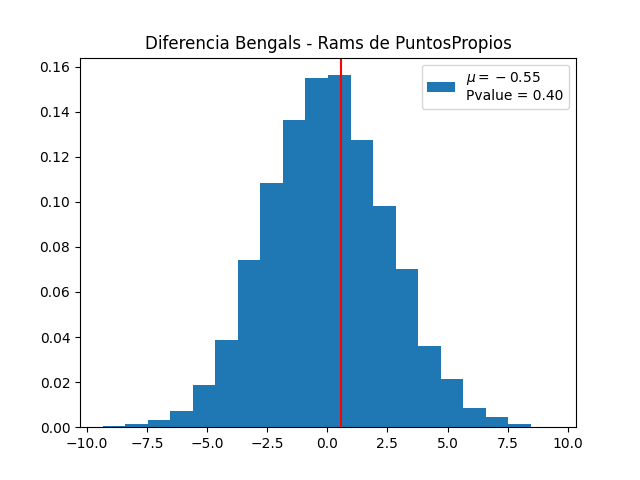 Diferencia Bengals - Rams de PuntosPropios
μ = −0.55
Pvalue = 0.40
0.16
0.14
0.12
0.10
0.08
0.06
0.04
0.02
0.00
−10.0 −7.5 −5.0 −2.5 0.0 2.5 5.0 7.5 10.0